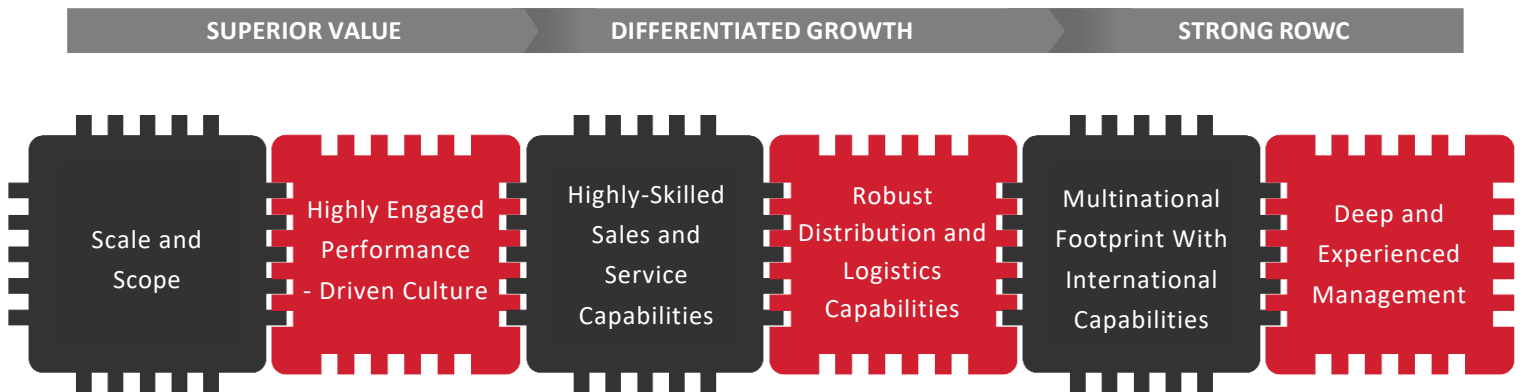 SUPERIOR VALUE
DIFFERENTIATED GROWTH
STRONG ROWC
Scale and
Scope
Highly Engaged
Performance
- Driven Culture
Highly-Skilled
Sales and
Service
Capabilities
Robust
Distribution and
Logistics
Capabilities
Multinational
Footprint With
International
Capabilities
Deep and
Experienced
Management